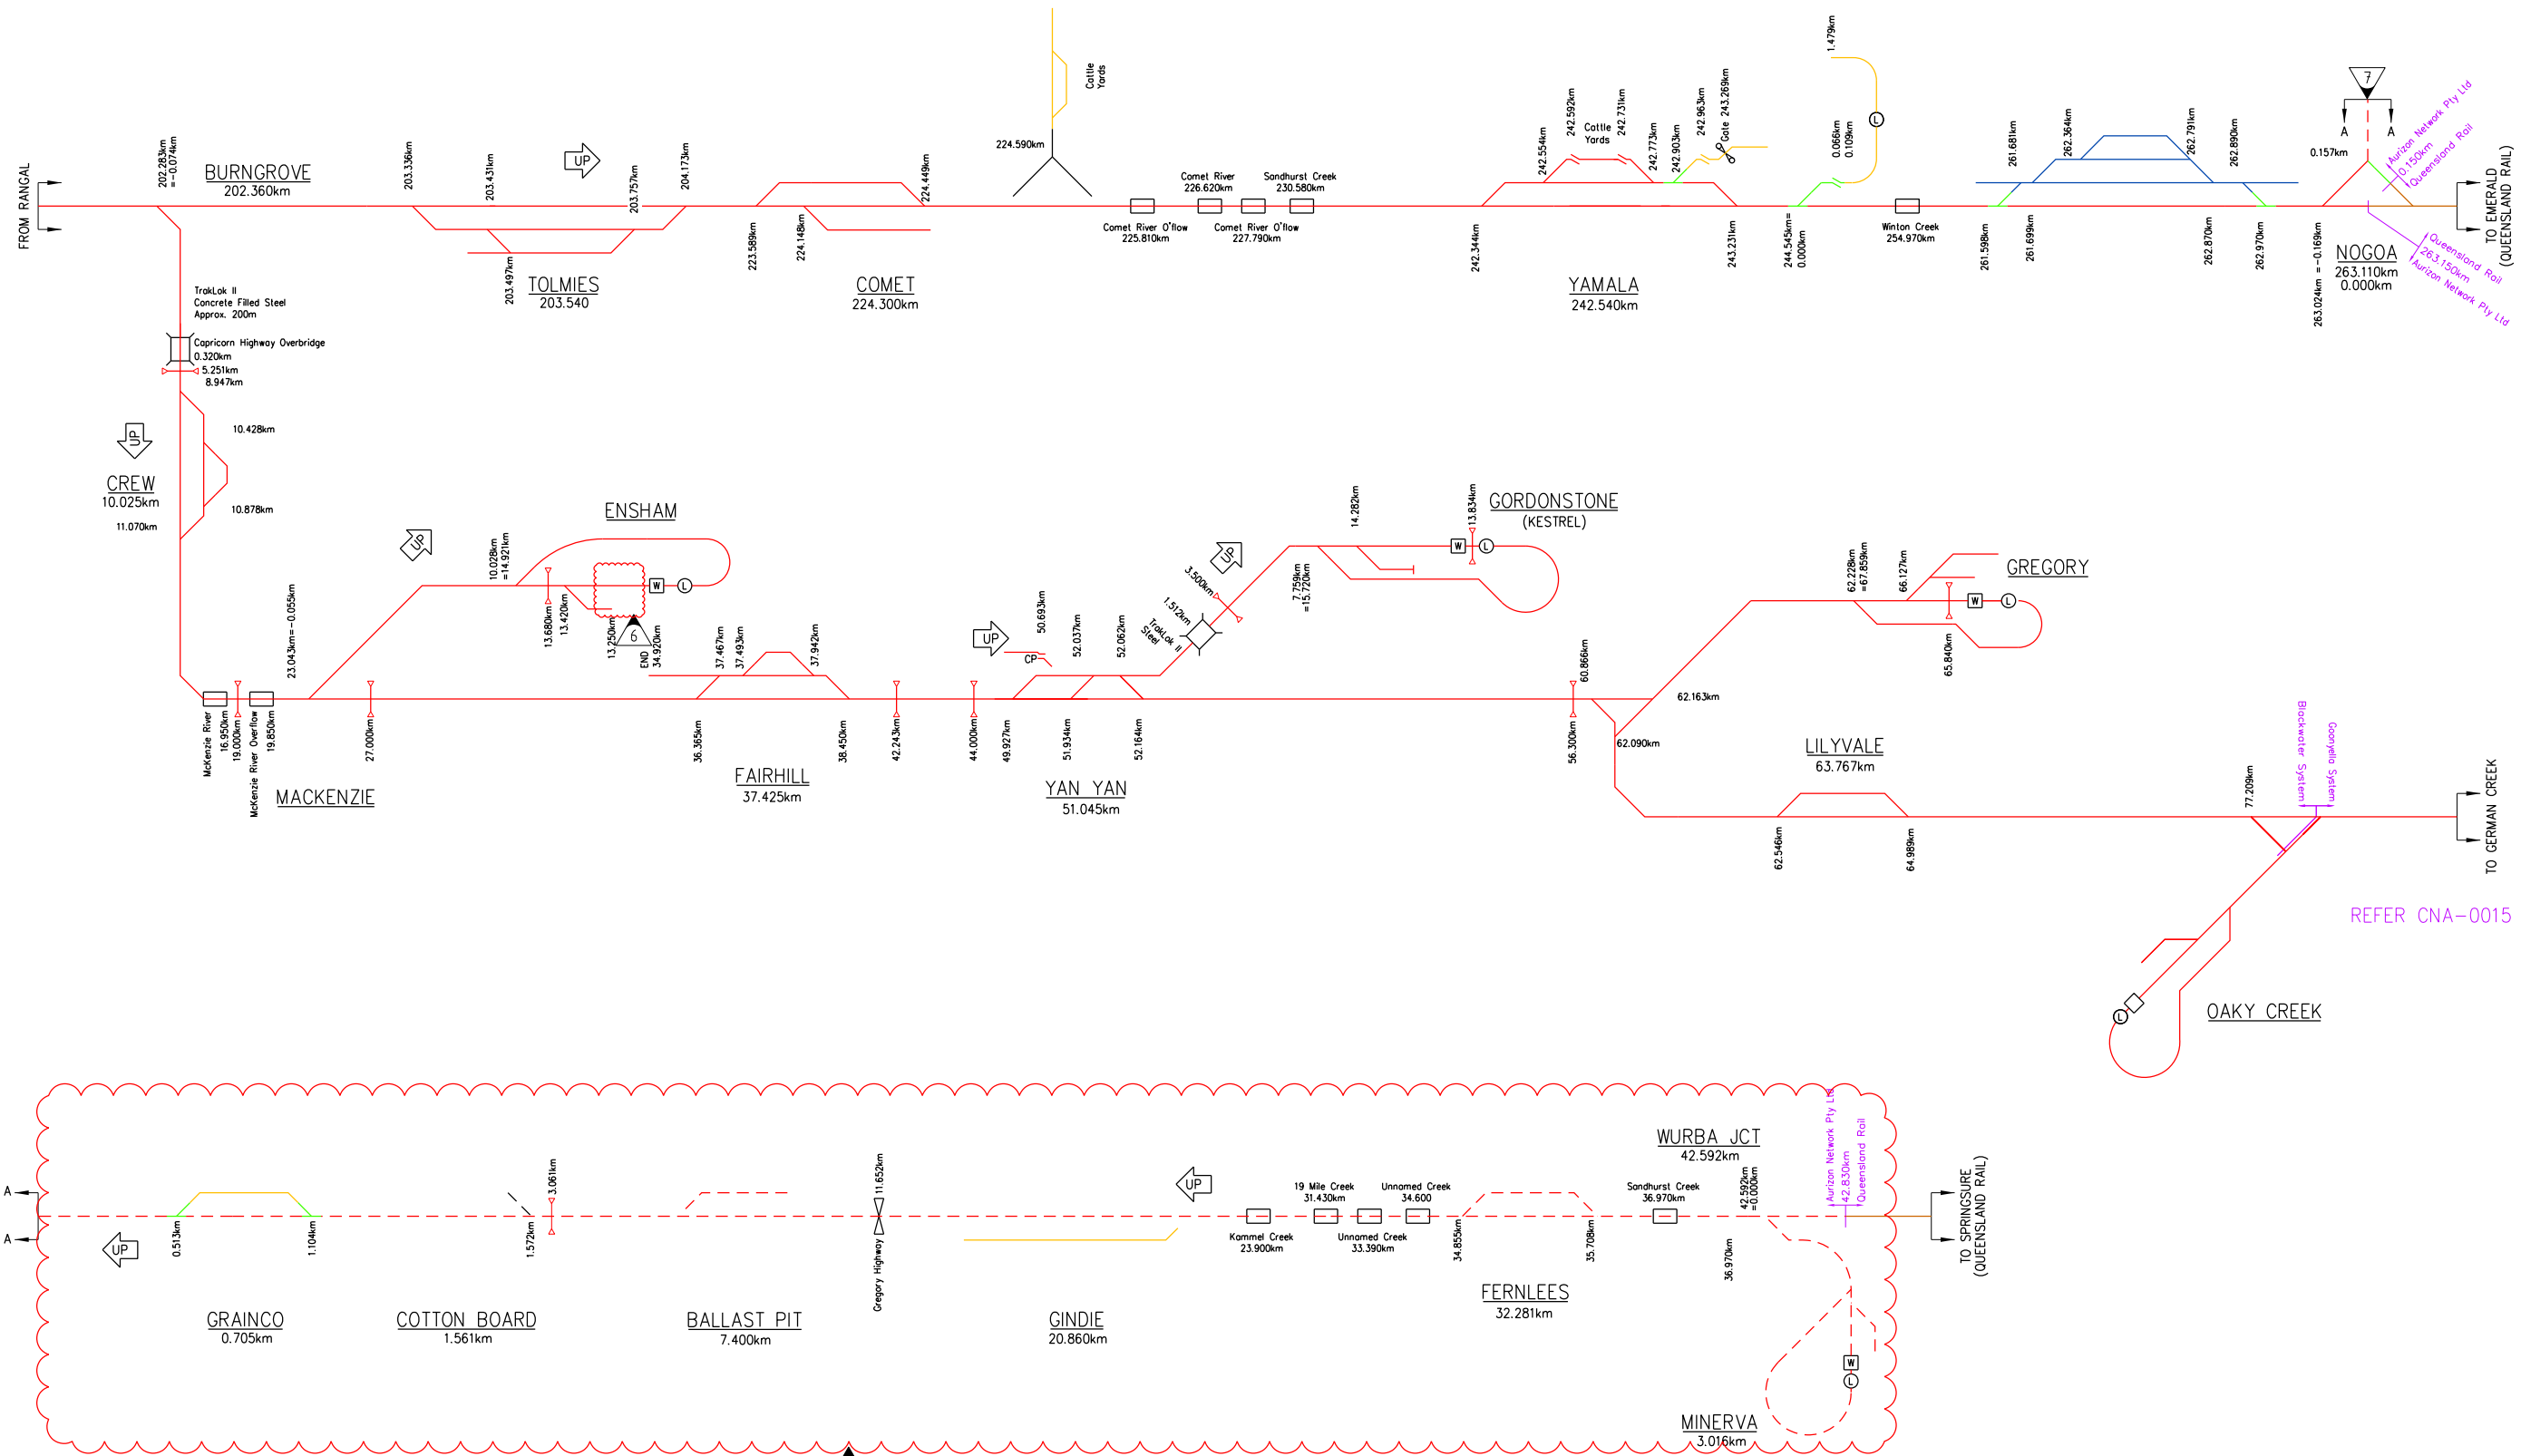 FROM RANGAL
202.283km
=-0.074km
BURNGROVE
202.360km
203.336km
203.431km
UP
203.757km
204.173km
203.497km
TOLMIES
203.540
223.589km
224.148km
224.449km
COMET
224.300km
224.590km
Cattle
Yards
Comet River O'flow
225.810km
Comet River
226.620km
Comet River O'flow
227.790km
Sandhurst Creek
230.580km
242.344km
242.554km
242.592km
Cattle
Yards
242.731km
242.773km
242.903km
242.963km
Gate 243.269km
243.231km
YAMALA
242.540km
244.545km=
0.000km
0.066km
0.109km
1.479km
L
Winton Creek
254.970km
261.598km
261.681km
261.699km
262.364km
262.791km
262.870km
262.890km
262.970km
263.024km =-0.169km
0.157km
7
A
A
Aurizon Network Pty Ltd
0.150km
Queensland Rail
Queensland Rail
263.150km
Aurizon Network Pty Ltd
NOGOA
263.110km
0.000km
TO EMERALD
(QUEENSLAND RAIL)
TrakLok II
Concrete Filled Steel
Approx. 200m
Capricorn Highway Overbridge
0.320km
5.251km
8.947km
UP
10.428km
CREW
10.025km
10.878km
11.070km
McKenzie River
16.950km
19.000km
McKenzie River Overflow
19.850km
23.043km=-0.055km
MACKENZIE
27.000km
UP
10.028km
=14.921km
ENSHAM
13.680km
13.420km
13.250km
W
L
6
END
34.920km
36.365km
37.467km
37.493km
37.942km
38.450km
FAIRHILL
37.425km
42.243km
44.000km
UP
CP
50.693km
49.927km
52.037km
51.934km
52.062km
52.164km
YAN YAN
51.045km
TrakLok II
Steel
1.512km
3.500km
UP
7.759km
=15.720km
14.282km
W
L
13.834km
GORDONSTONE
(KESTREL)
56.300km
60.866km
62.090km
62.163km
62.228km
=67.859km
66.127km
65.840km
W
L
GREGORY
LILYVALE
63.767km
62.546km
64.989km
77.209km
Blackwater System
Goonyella System
TO GERMAN CREEK
REFER CNA-0015
L
OAKY CREEK
A
A
UP
0.513km
1.104km
GRAINCO
0.705km
1.572km
3.061km
COTTON BOARD
1.561km
BALLAST PIT
7.400km
Gregory Highway
11.652km
GINDIE
20.860km
UP
Kammel Creek
23.900km
19 Mile Creek
31.430km
Unnamed Creek
33.390km
Unnamed Creek
34.600
34.855km
35.708km
FERNLEES
32.281km
Sandhurst Creek
36.970km
36.970km
WURBA JCT
42.592km
42.592km
=0.000km
Aurizon Network Pty Ltd
42.830km
Queensland Rail
W
L
MINERVA
3.016km
TO SPRINGSURE
(QUEENSLAND RAIL)